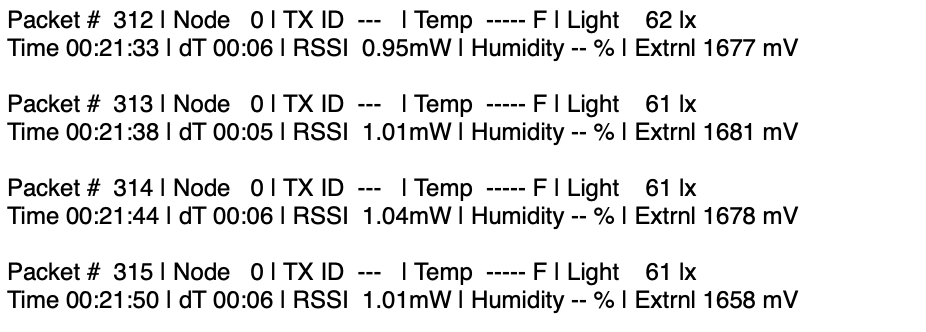 Packet #  312 | Node   0 | TX ID  ---   | Temp  ----- F | Light    62 lx
Time 00:21:33 | dT 00:06 | RSSI  0.95mW | Humidity -- % | Extrnl 1677 mV
Packet #  313 | Node   0 | TX ID  ---   | Temp  ----- F | Light    61 lx
Time 00:21:38 | dT 00:05 | RSSI  1.01mW | Humidity -- % | Extrnl 1681 mV
Packet #  314 | Node   0 | TX ID  ---   | Temp  ----- F | Light    61 lx
Time 00:21:44 | dT 00:06 | RSSI  1.04mW | Humidity -- % | Extrnl 1678 mV
Packet #  315 | Node   0 | TX ID  ---   | Temp  ----- F | Light    61 lx
Time 00:21:50 | dT 00:06 | RSSI  1.01mW | Humidity -- % | Extrnl 1658 mV